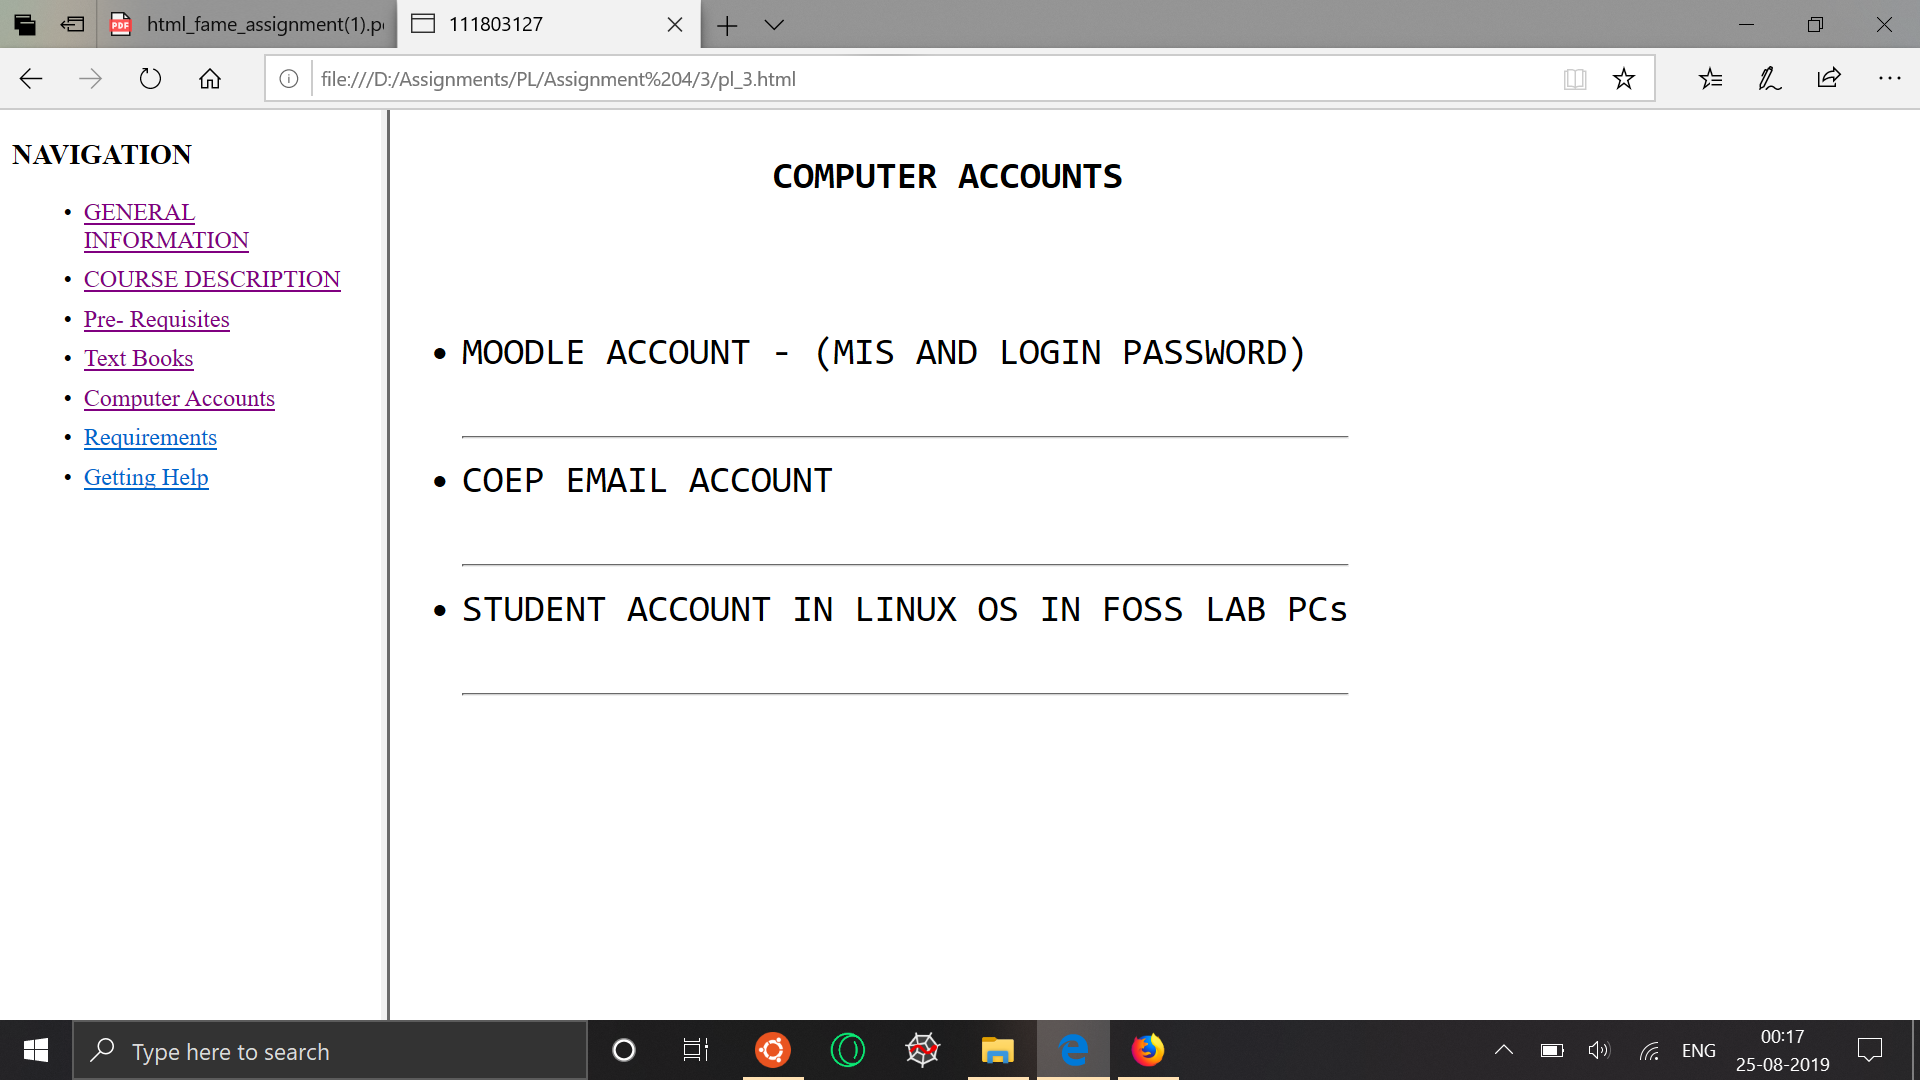 html_fame_assignment(1).p
111803127
file:///D:/Assignments/PL/Assignment%204/3/pl_3.html
NAVIGATION
• GENERAL
INFORMATION
• COURSE DESCRIPTION
• Pre- Requisites
• Text Books
• Computer Accounts
• Requirements
• Getting Help
COMPUTER ACCOUNTS
• MOODLE ACCOUNT - (MIS AND LOGIN PASSWORD)
• COEP EMAIL ACCOUNT
• STUDENT ACCOUNT IN LINUX OS IN FOSS LAB PCs
Type here to search
ENG
00:17
25-08-2019